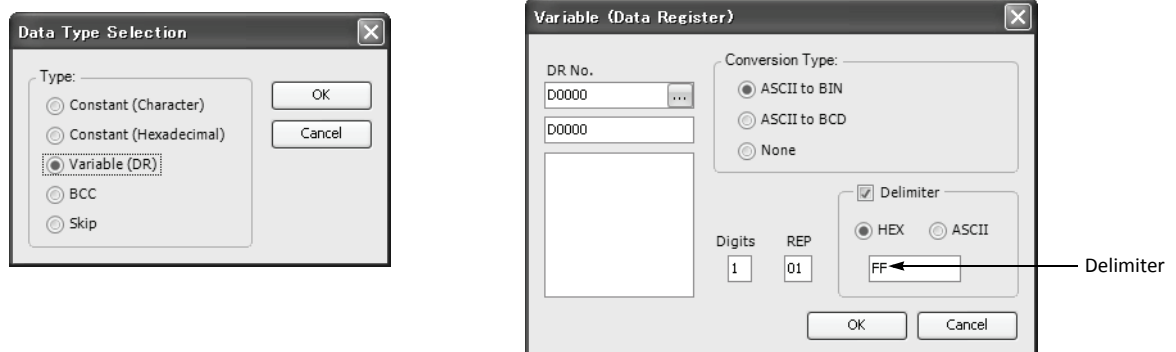 Data Type Selection
Type:
Constant (Character)
Constant (Hexadecimal)
Variable (DR)
BCC
Skip
OK
Cancel
Variable (Data Register)
DR No.
D0000
...
D0000
Conversion Type:
ASCII to BIN
ASCII to BCD
None
Digits
REP
1
01
Delimiter
HEX
ASCII
FF
OK
Cancel
Delimiter